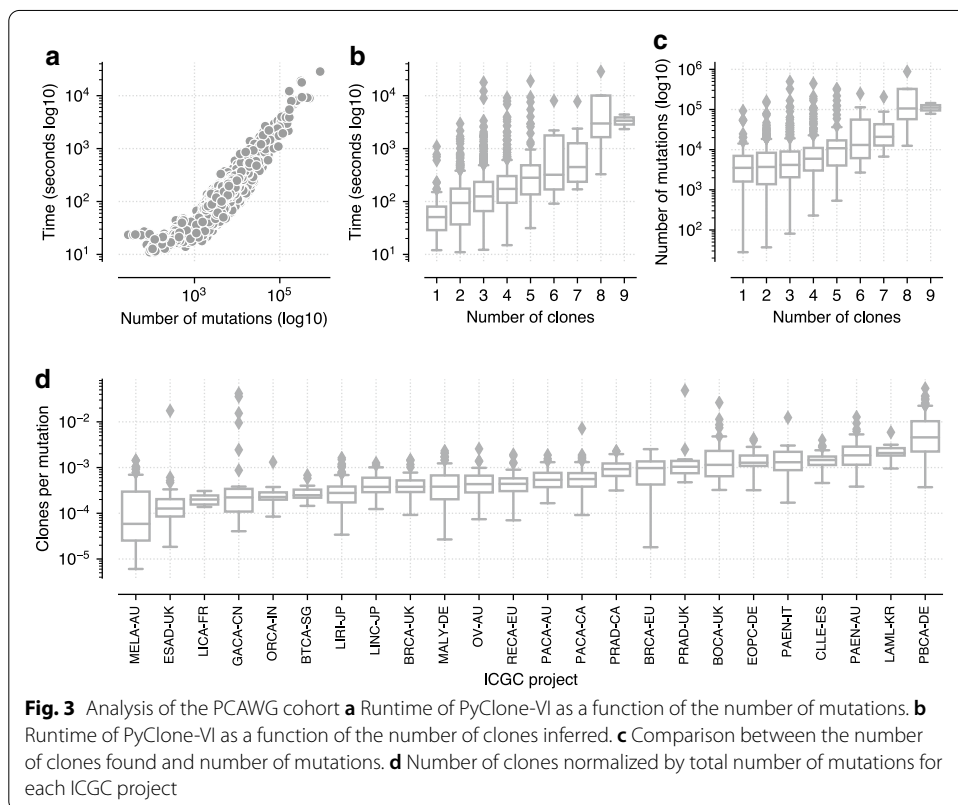 a
Time (seconds log10)
10^4
10^3
10^2
10^1
10^3
10^5
Number of mutations (log10)
b
Time (seconds log10)
10^4
10^3
10^2
10^1
1 2 3 4 5 6 7 8 9
Number of clones
c
Number of mutations (log10)
10^6
10^5
10^4
10^3
10^2
1 2 3 4 5 6 7 8 9
Number of clones
d
Clones per mutation
10^−2
10^−3
10^−4
10^−5
MELA-AU
ESAD-UK
LICA-FR
GACA-CN
ORCA-IN
BTCA-SG
LIRI-JP
LINC-JP
BRCA-UK
MALY-DE
OV-AU
RECA-EU
PACA-AU
PACA-CA
PRAD-CA
BRCA-EU
PRAD-UK
BOCA-UK
EOPC-DE
PAEN-IT
CLLE-ES
PAEN-AU
LAML-KR
PBCA-DE
ICGC project
Fig. 3 Analysis of the PCAWG cohort a Runtime of PyClone-VI as a function of the number of mutations. b
Runtime of PyClone-VI as a function of the number of clones inferred. c Comparison between the number
of clones found and number of mutations. d Number of clones normalized by total number of mutations for
each ICGC project